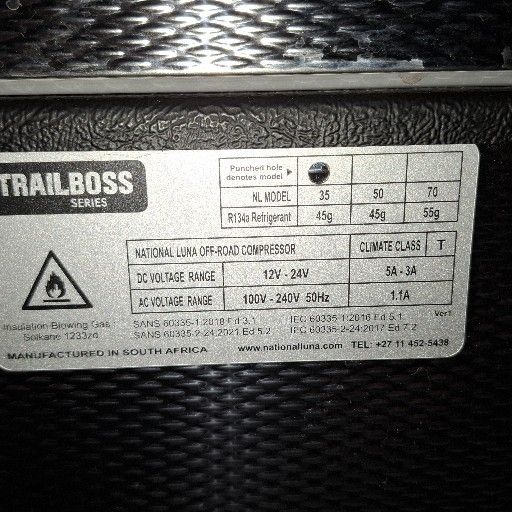 TRAILBOSS
SERIES
Punched hole
denotes model
NL MODEL 35 50 70
R134a Refrigerant 45g 45g 55g
NATIONAL LUNA OFF-ROAD COMPRESSOR CLIMATE CLASS T
DC VOLTAGE RANGE 12V - 24V 5A - 3A
AC VOLTAGE RANGE 100V - 240V 50Hz 1.1A
Insulation Blowing Gas:
Solkane 1233zd
SANS 60335-1:2018 Ed 3.1 IEC 60335-1:2016 Ed 5.1 Ver1
SANS 60335-2-24:2021 Ed 5.2 IEC 60335-2-24:2017 Ed 7.2
MANUFACTURED IN SOUTH AFRICA www.nationalluna.com TEL: +27 11 452-5438